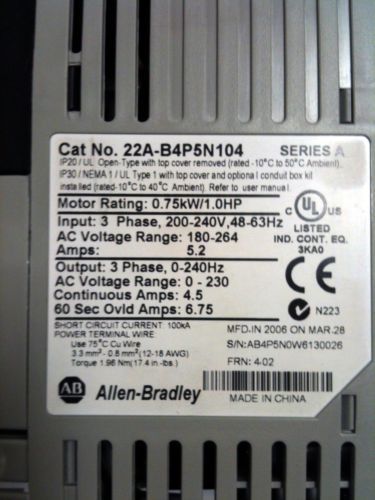 Cat No. 22A-B4P5N104 SERIES A
IP20 / UL Open-Type with top cover removed (rated -10°C to 50°C Ambient).
IP30 / NEMA 1 / UL Type 1 with top cover and optional conduit box kit
installed (rated-10°C to 40°C Ambient). Refer to user manual.
Motor Rating: 0.75kW/1.0HP
Input: 3 Phase, 200-240V, 48-63Hz
AC Voltage Range: 180-264
Amps: 5.2
Output: 3 Phase, 0-240Hz
AC Voltage Range: 0 - 230
Continuous Amps: 4.5
60 Sec Ovld Amps: 6.75
SHORT CIRCUIT CURRENT: 100kA
POWER TERMINAL WIRE
Use 75°C Cu Wire
3.3 mm² - 0.8 mm² (12-18 AWG)
Torque 1.96 Nm (17.4 in.-lbs.)
C UL US
LISTED
IND. CONT. EQ.
3KA0
CE
N223
MFD.IN 2006 ON MAR.28
S/N:AB4P5N0W6130026
FRN: 4.02
AB Allen-Bradley
MADE IN CHINA